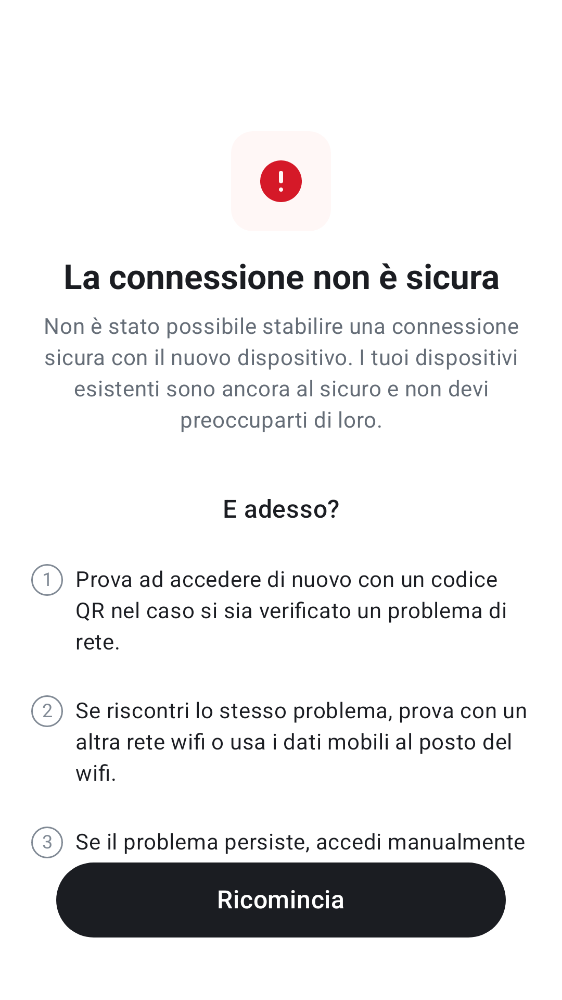 La connessione non è sicura
Non è stato possibile stabilire una connessione
sicura con il nuovo dispositivo. I tuoi dispositivi
esistenti sono ancora al sicuro e non devi
preoccuparti di loro.
E adesso?
1 Prova ad accedere di nuovo con un codice
QR nel caso si sia verificato un problema di
rete.
2 Se riscontri lo stesso problema, prova con un
altra rete wifi o usa i dati mobili al posto del
wifi.
3 Se il problema persiste, accedi manualmente
Ricomincia